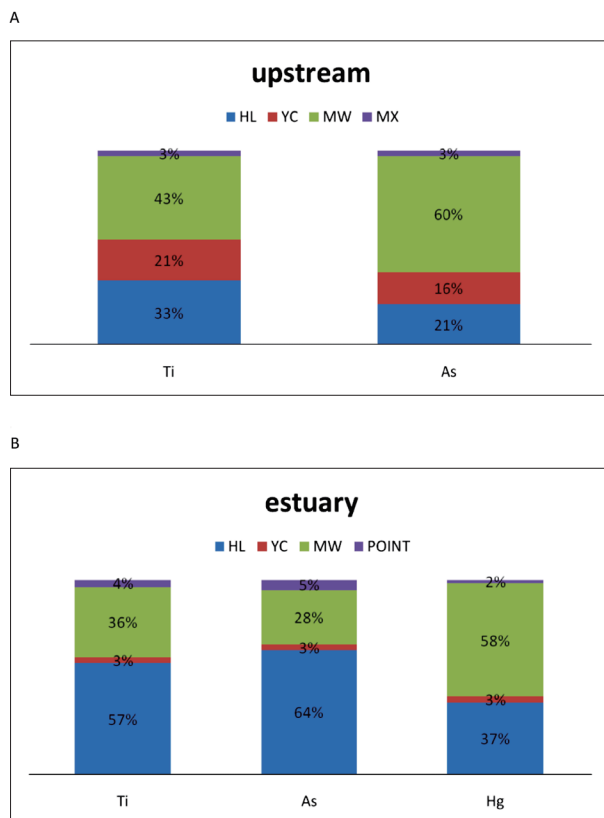 A
upstream
HL YC MW MX
3% 3%
43% 60%
21% 16%
33% 21%
Ti As
B
estuary
HL YC MW POINT
4% 5% 2%
36% 28% 58%
3% 3% 3%
57% 64% 37%
Ti As Hg